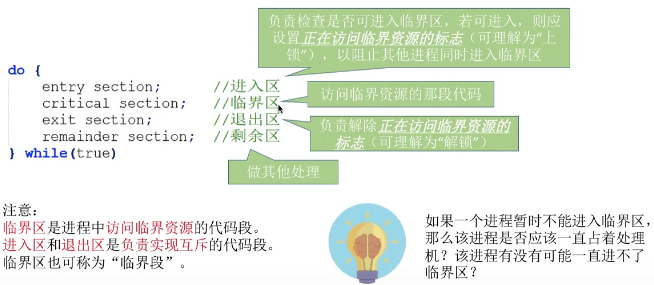 负责检查是否可进入临界区，若可进入，则应
设置正在访问临界资源的标志（可理解为“上
锁”），以阻止其他进程同时进入临界区
do {
entry section; //进入区
critical section; //临界区
exit section; //退出区
remainder section; //剩余区
} while(true)
访问临界资源的那段代码
负责解除正在访问临界资源的
标志（可理解为“解锁”）
做其他处理
注意：
临界区是进程中访问临界资源的代码段。
进入区和退出区是负责实现互斥的代码段。
临界区也可称为“临界段”。
如果一个进程暂时不能进入临界区，
那么该进程是否应该一直占着处理
机？该进程有没有可能一直进不了
临界区？